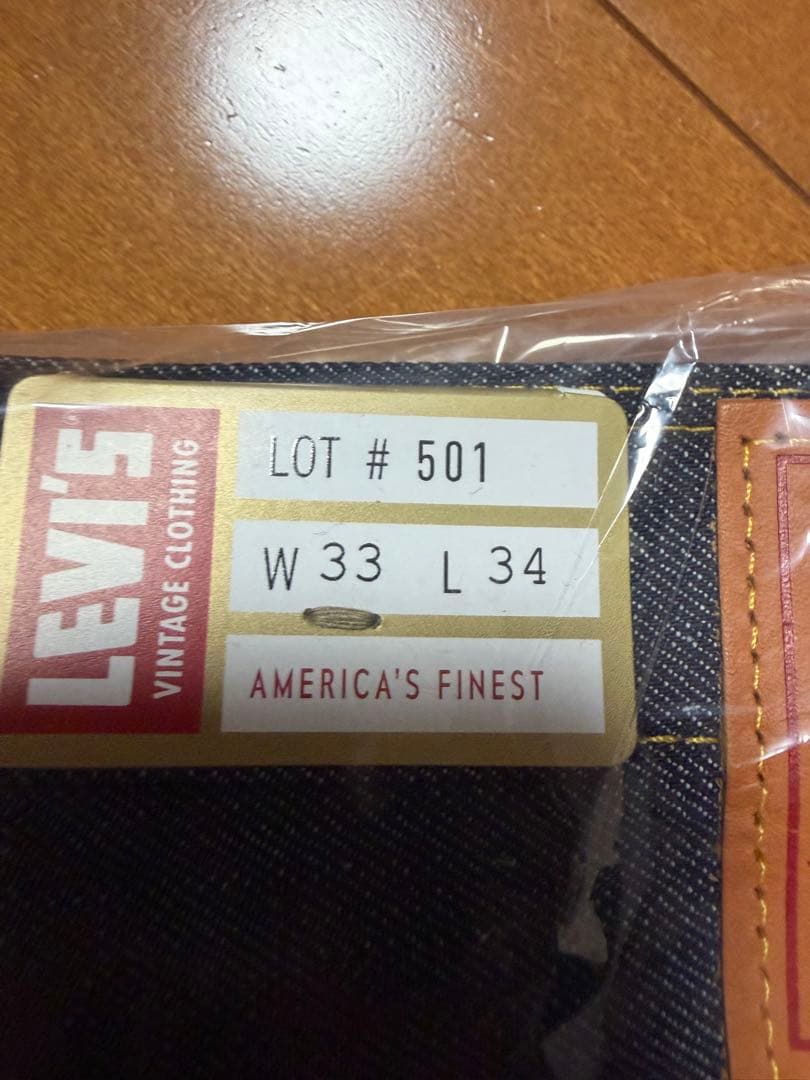 LEVI'S
VINTAGE CLOTHING
LOT # 501
W 33 L 34
AMERICA'S FINEST